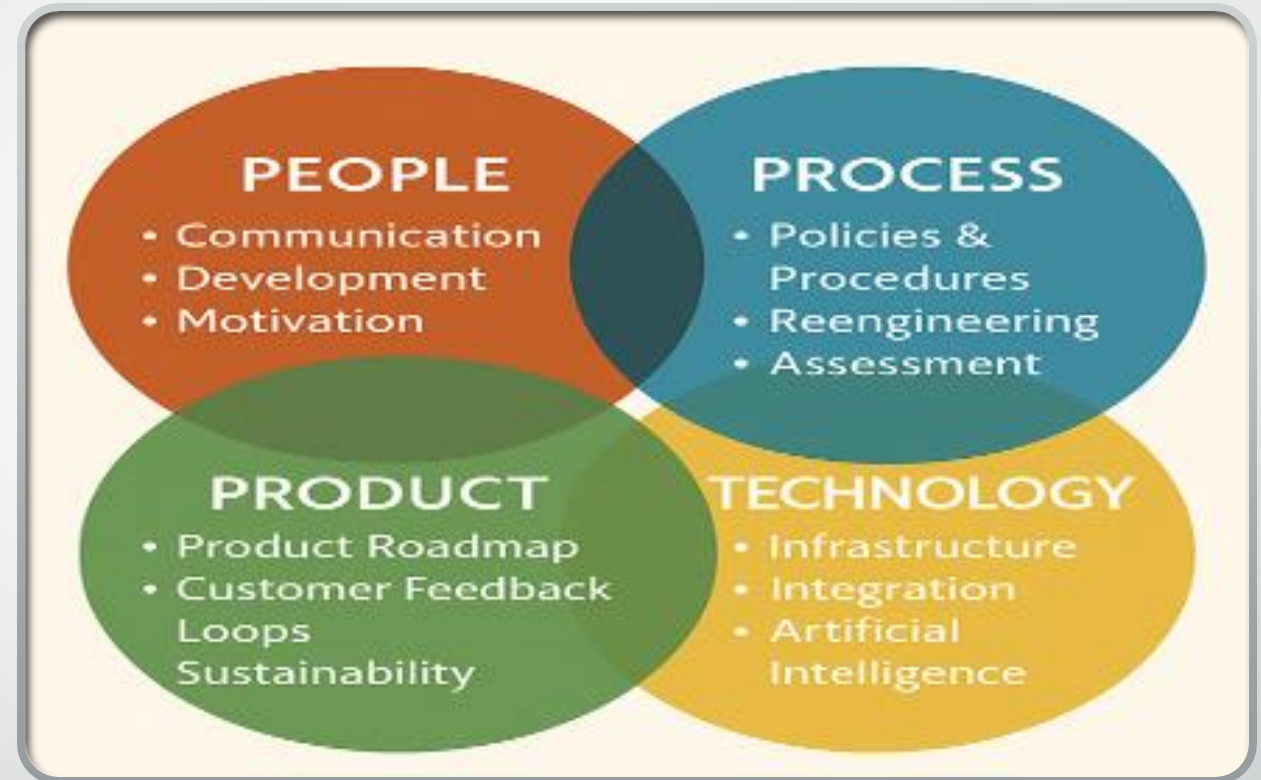 PEOPLE
• Communication
• Development
• Motivation
PROCESS
• Policies &
Procedures
• Reengineering
• Assessment
PRODUCT
• Product Roadmap
• Customer Feedback
Loops
Sustainability
TECHNOLOGY
• Infrastructure
• Integration
• Artificial
Intelligence